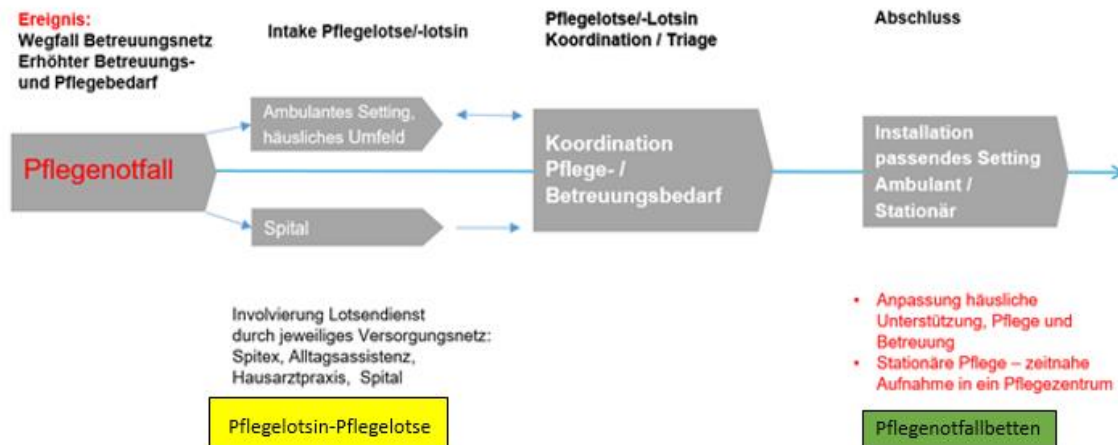 Ereignis:
Wegfall Betreuungsnetz
Erhöhter Betreuungs-
und Pflegebedarf
Intake Pflegelotse/-lotsin
Pflegelotse/-Lotsin
Koordination / Triage
Abschluss
Pflegenotfall
Ambulantes Setting,
häusliches Umfeld
Spital
Koordination
Pflege- /
Betreuungsbedarf
Installation
passendes Setting
Ambulant /
Stationär
Involvierung Lotsendienst
durch jeweiliges Versorgungsnetz:
Spitex, Alltagsassistenz,
Hausarztpraxis, Spital
Pflegelotsin-Pflegelotse
• Anpassung häusliche
Unterstützung, Pflege und
Betreuung
• Stationäre Pflege – zeitnahe
Aufnahme in ein Pflegezentrum
Pflegenotfallbetten